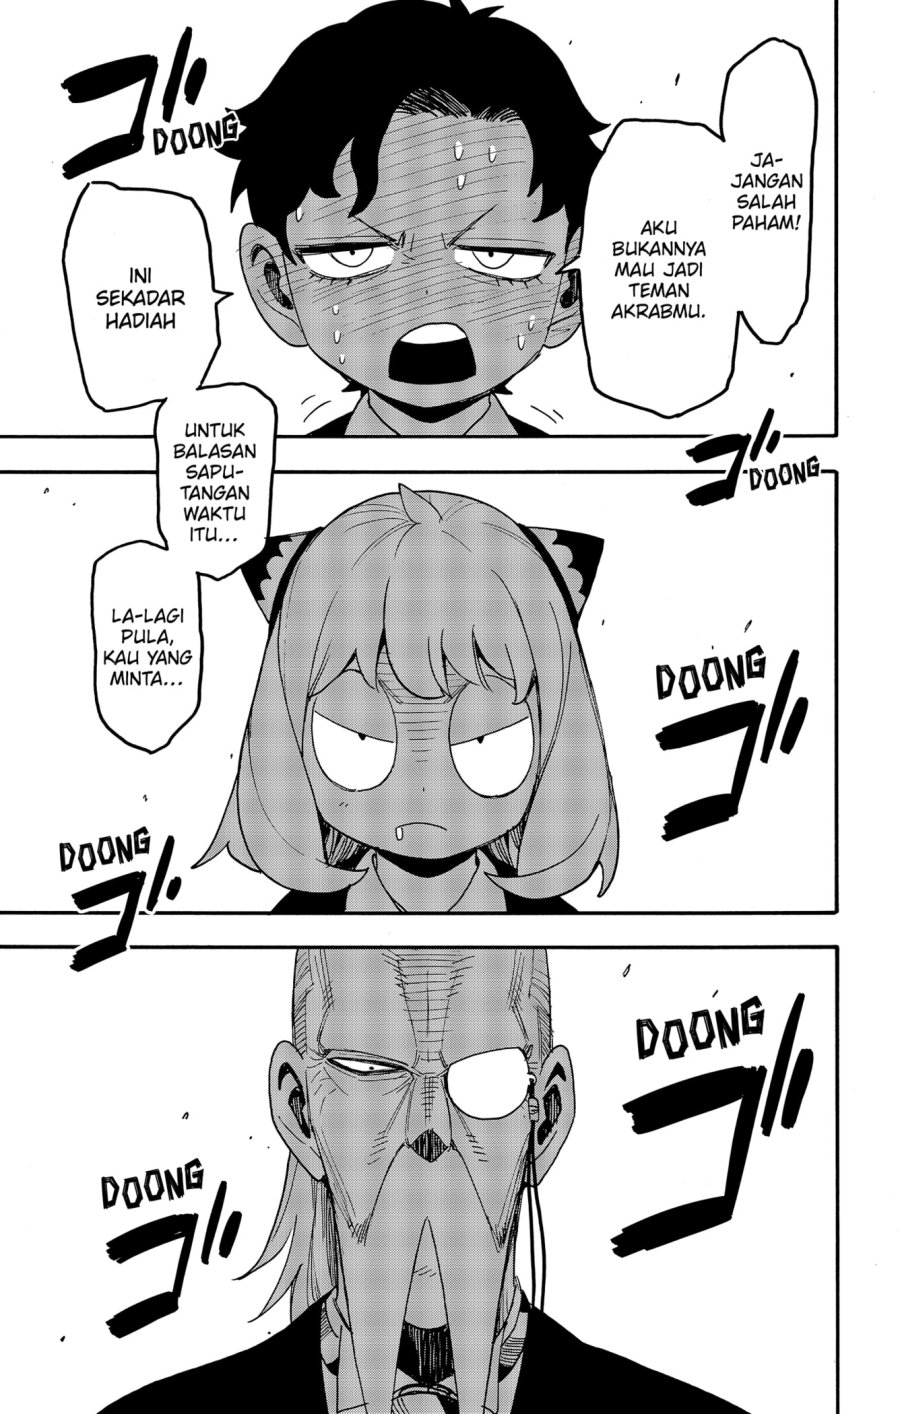 ゴ
DOONG
JA-
JANGAN
SALAH
PAHAM!
AKU
BUKANNYA
MAU JADI
TEMAN
AKRABMU.
INI
SEKADAR
HADIAH
UNTUK
BALASAN
SAPU-
TANGAN
WAKTU
ITU...
LA-LAGI
PULA,
KAU YANG
MINTA...
ゴ
DOONG
DOONG
ゴ
DOONG
ゴ
DOONG
ゴ
DOONG
ゴ